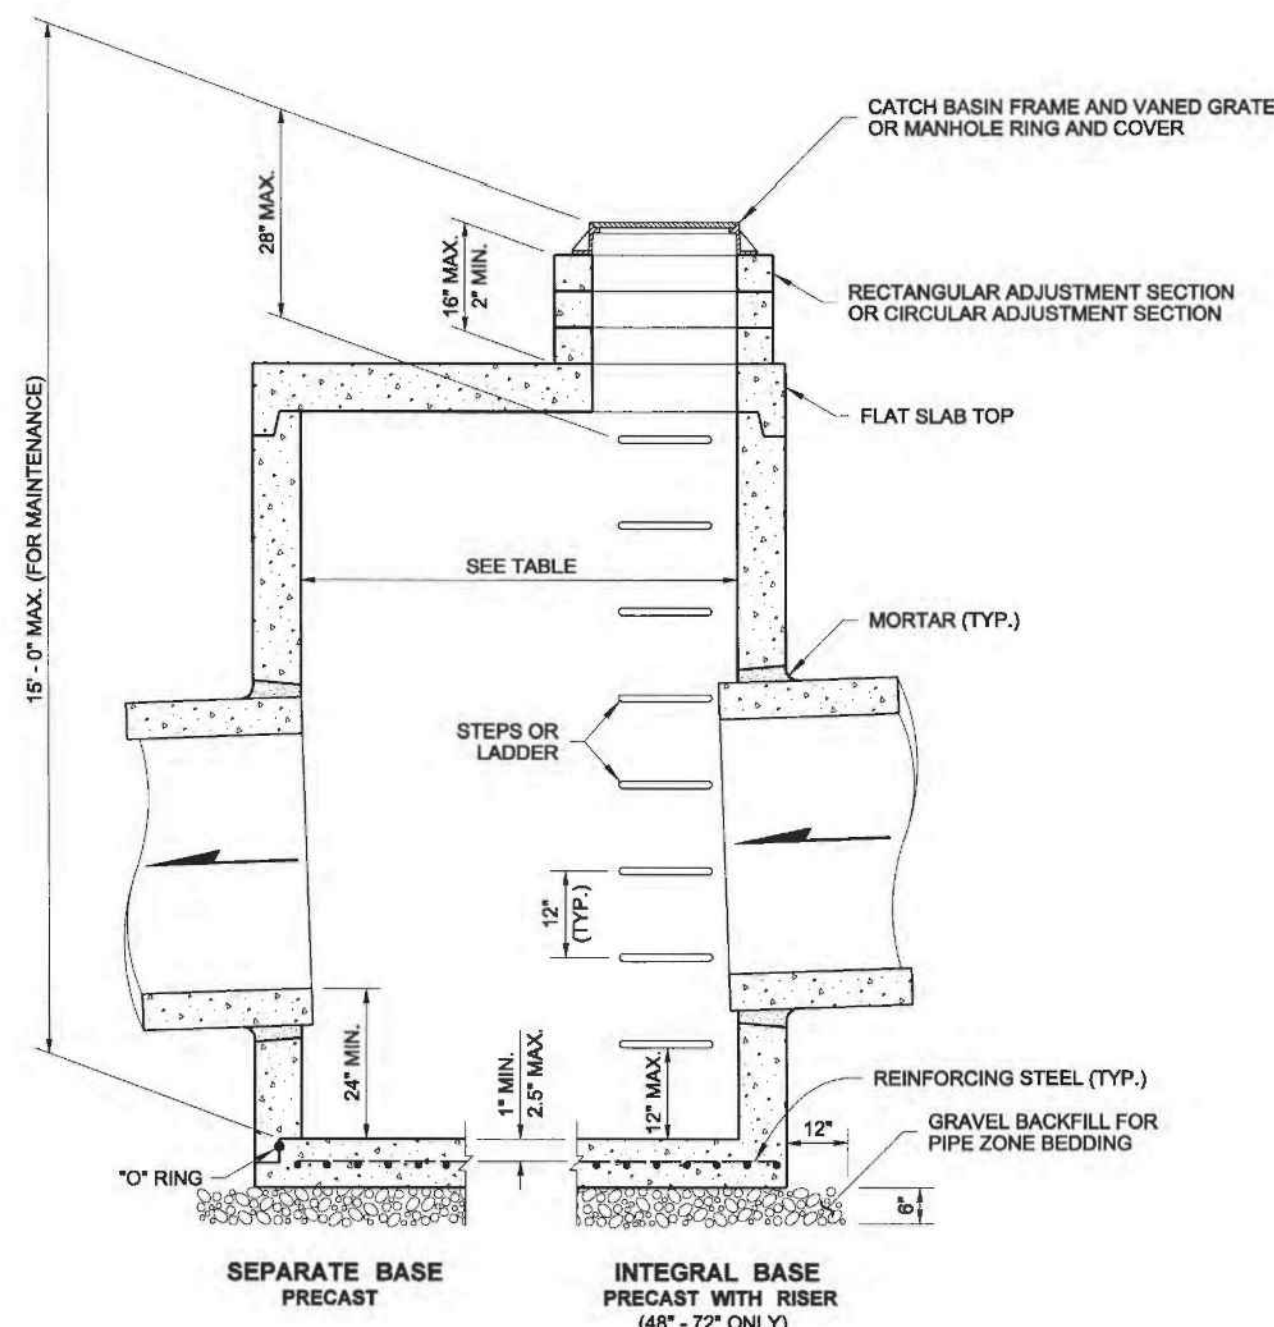 CATCH BASIN FRAME AND VANED GRATE
OR MANHOLE RING AND COVER
28" MAX.
16" MAX.
2" MIN.
RECTANGULAR ADJUSTMENT SECTION
OR CIRCULAR ADJUSTMENT SECTION
15' - 0" MAX. (FOR MAINTENANCE)
FLAT SLAB TOP
SEE TABLE
MORTAR (TYP.)
STEPS OR
LADDER
12"
(TYP.)
24" MIN.
1" MIN.
2.5" MAX.
12" MAX.
REINFORCING STEEL (TYP.)
12"
GRAVEL BACKFILL FOR
PIPE ZONE BEDDING
"O" RING
6"
SEPARATE BASE
PRECAST
INTEGRAL BASE
PRECAST WITH RISER
(48" - 72" ONLY)